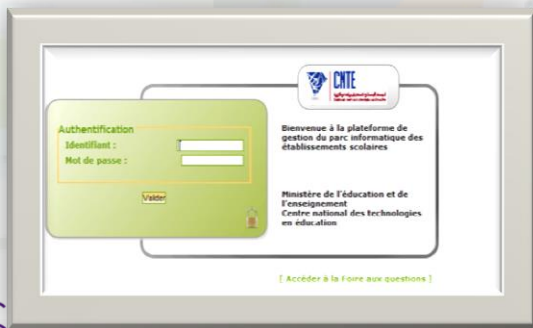 CNTE
Authentification
Identifiant :
Mot de passe :
Valider
Bienvenue à la plateforme de
gestion du parc informatique des
établissements scolaires
Ministère de l'éducation et de
l'enseignement
Centre national des technologies
en éducation
[ Accéder à la Foire aux questions ]